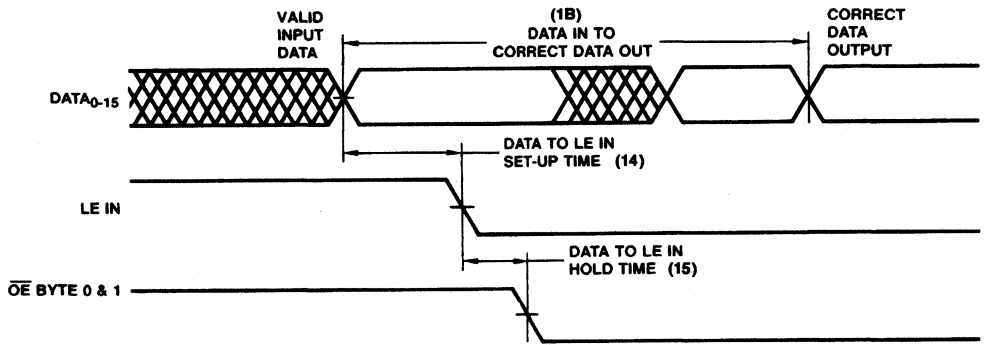 VALID
INPUT
DATA
(1B)
DATA IN TO
CORRECT DATA OUT
CORRECT
DATA
OUTPUT
DATA0-15
DATA TO LE IN
SET-UP TIME (14)
LE IN
DATA TO LE IN
HOLD TIME (15)
OE BYTE 0 & 1